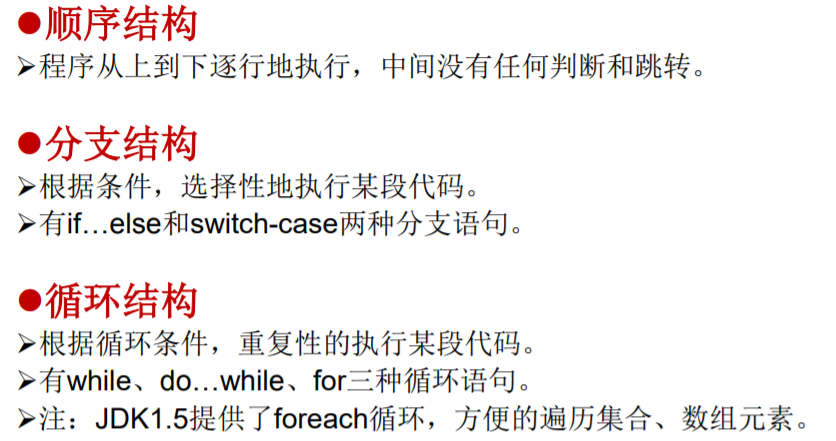 ●顺序结构
➢程序从上到下逐行地执行，中间没有任何判断和跳转。
●分支结构
➢根据条件，选择性地执行某段代码。
➢有if…else和switch-case两种分支语句。
●循环结构
➢根据循环条件，重复性的执行某段代码。
➢有while、do…while、for三种循环语句。
➢注：JDK1.5提供了foreach循环，方便的遍历集合、数组元素。